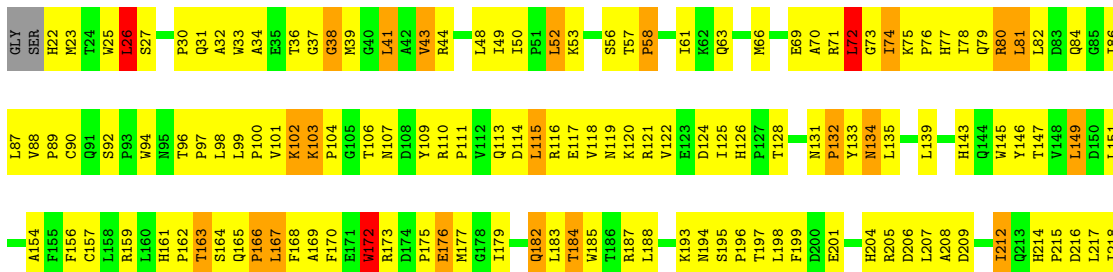 GLY SER H22 M23 T24 W25 L26 S27 P30 Q31 A32 W33 A34 E35 T36 G37 G38 M39 G40 L41 A42 V43 R44 L48 I49 I50 P51 L52 K53 S56 T57 P58 I61 K62 Q63 M66 E69 A70 R71 L72 G73 I74 K75 P76 H77 I78 Q79 R80 L81 L82 D83 Q84 Q85 I86
L87 V88 P89 C90 Q91 S92 P93 W94 N95 T96 P97 L98 L99 P100 V101 K102 K103 P104 G105 T106 N107 D108 Y109 R110 P111 V112 Q113 D114 L115 R116 E117 V118 N119 K120 R121 V122 E123 D124 I125 H126 P127 T128 N131 P132 Y133 N134 L135 L139 H143 Q144 W145 Y146 T147 V148 L149 D150 L151
A154 F155 F156 C157 L158 R159 L160 H161 P162 T163 S164 Q165 P166 L167 F168 A169 F170 E171 W172 D174 R173 P175 E176 M177 G178 I179 Q182 L183 T184 W185 T186 R187 L188 K193 N194 S195 P196 T197 L198 F199 D200 E201 H204 R205 D206 L207 A208 D209 I212 Q213 H214 P215 D216 L217